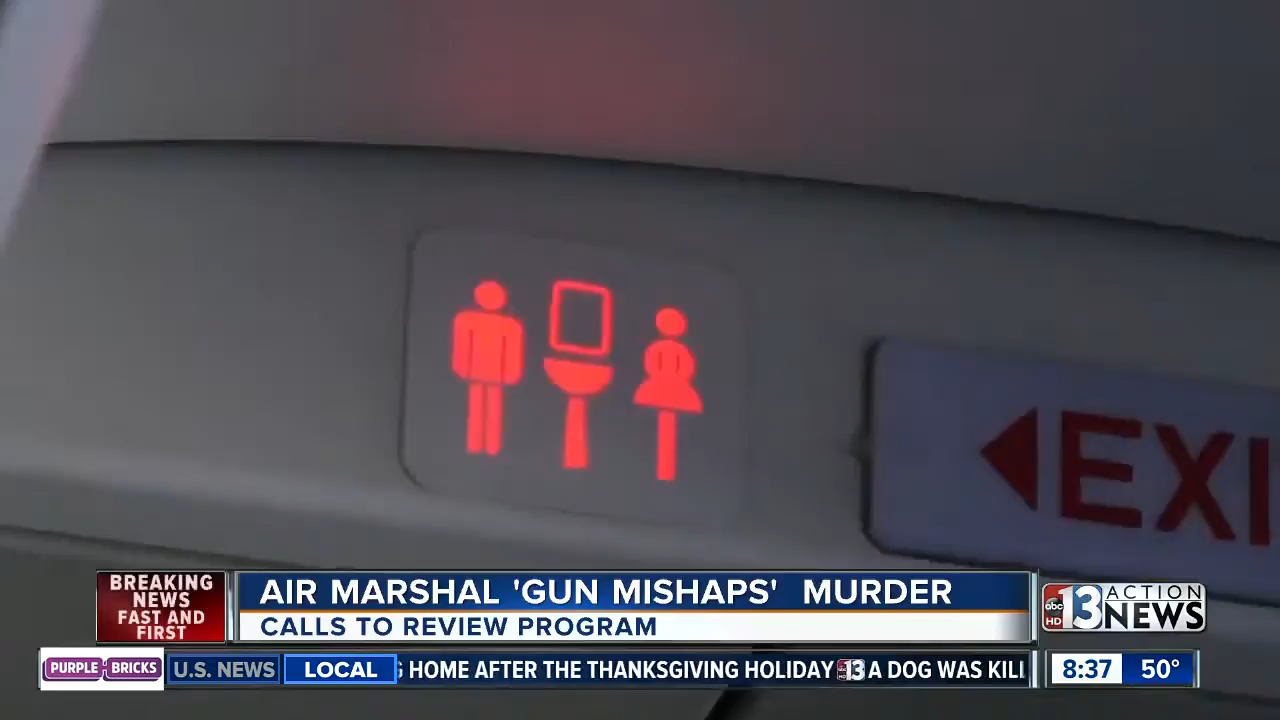 EXI
BREAKING
NEWS
FAST AND
FIRST
AIR MARSHAL 'GUN MISHAPS' MURDER
CALLS TO REVIEW PROGRAM
abc 13 ACTION
HD NEWS
PURPLE BRICKS
U.S. NEWS
LOCAL
HOME AFTER THE THANKSGIVING HOLIDAY 13 A DOG WAS KILL
8:37 50°